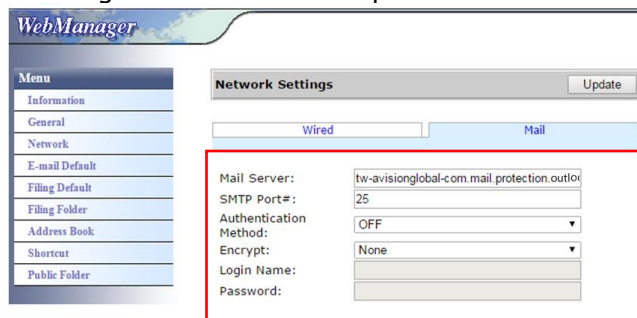 WebManager
Menu
Information
General
Network
E-mail Default
Filing Default
Filing Folder
Address Book
Shortcut
Public Folder
Network Settings
Update
Wired
Mail
Mail Server: tw-avisionglobal-com.mail.protection.outloo
SMTP Port#: 25
Authentication
Method: OFF
Encrypt: None
Login Name:
Password: